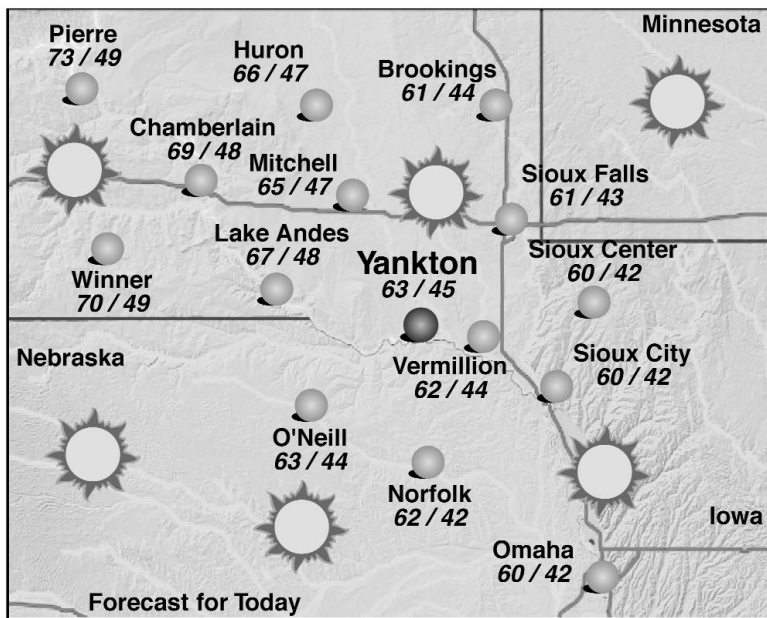 Minnesota
Pierre
73 / 49
Huron
66 / 47
Brookings
61 / 44
Chamberlain
69 / 48
Mitchell
65 / 47
Sioux Falls
61 / 43
Lake Andes
67 / 48
Yankton
63 / 45
Sioux Center
60 / 42
Winner
70 / 49
Nebraska
Vermillion
62 / 44
Sioux City
60 / 42
O'Neill
63 / 44
Norfolk
62 / 42
Iowa
Omaha
60 / 42
Forecast for Today